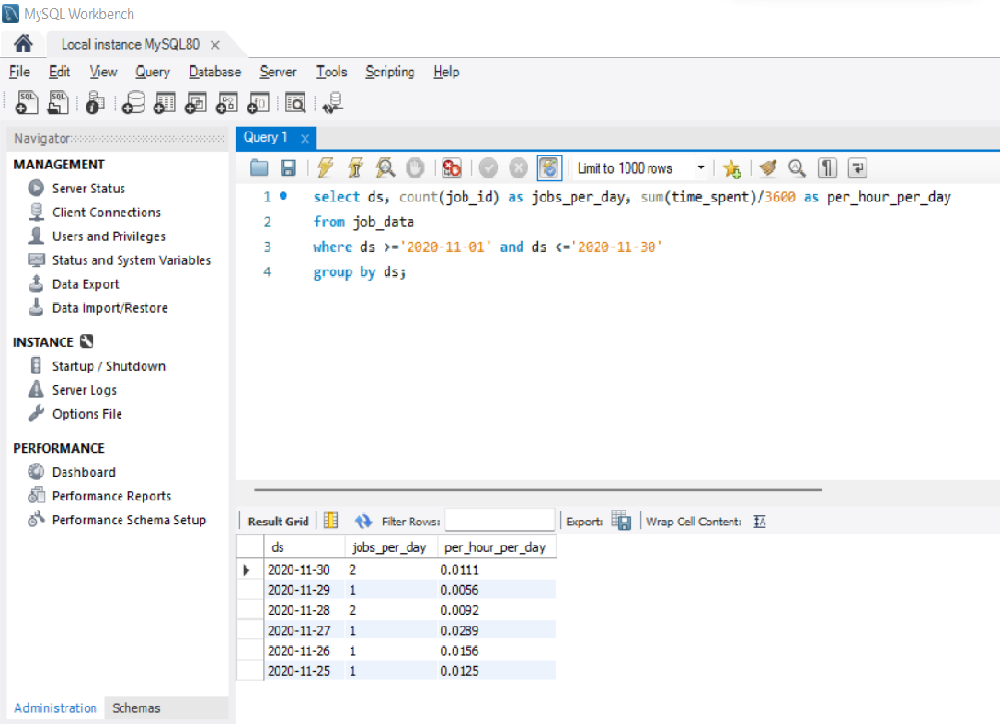 MySQL Workbench
Local instance MySQL80 ×
File Edit View Query Database Server Tools Scripting Help
SQL SQL
Navigator
MANAGEMENT
Server Status
Client Connections
Users and Privileges
Status and System Variables
Data Export
Data Import/Restore
INSTANCE
Startup / Shutdown
Server Logs
Options File
PERFORMANCE
Dashboard
Performance Reports
Performance Schema Setup
Administration Schemas
Query 1 ×
Limit to 1000 rows
1 select ds, count(job_id) as jobs_per_day, sum(time_spent)/3600 as per_hour_per_day
2 from job_data
3 where ds >='2020-11-01' and ds <='2020-11-30'
4 group by ds;
Result Grid Filter Rows: Export: Wrap Cell Content: IA
ds jobs_per_day per_hour_per_day
2020-11-30 2 0.0111
2020-11-29 1 0.0056
2020-11-28 2 0.0092
2020-11-27 1 0.0289
2020-11-26 1 0.0156
2020-11-25 1 0.0125